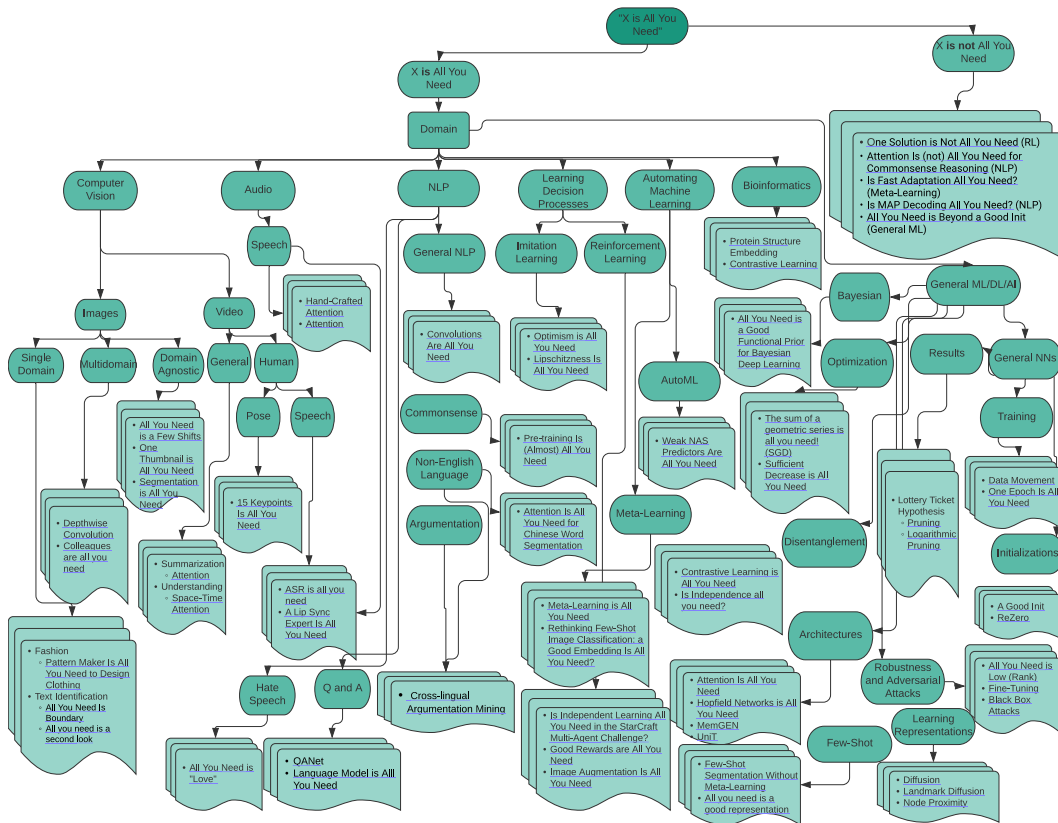 "X is All You
Need"
X is All You
Need
X is not All You
Need
Domain
• One Solution is Not All You Need (RL)
• Attention Is (not) All You Need for
Commonsense Reasoning (NLP)
• Is Fast Adaptation All You Need?
(Meta-Learning)
• Is MAP Decoding All You Need? (NLP)
• All You Need is Beyond a Good Init
(General ML)
Computer
Vision
Audio
NLP
Learning
Decision
Processes
Automating
Machine
Learning
Bioinformatics
Speech
General NLP
Imitation
Learning
Reinforcement
Learning
• Protein Structure
Embedding
• Contrastive Learning
Images
Video
• Hand-Crafted
Attention
• Attention
• Convolutions
Are All You
Need
• Optimism is All
You Need
• Lipschitzness Is
All You Need
Bayesian
General ML/DL/AI
• All You Need is
a Good
Functional Prior
for Bayesian
Deep Learning
Optimization
Results
General NNs
Single
Domain
Multidomain
Domain
Agnostic
General
Human
AutoML
Training
Pose
Speech
Commonsense
• All You Need
is a Few Shifts
• One
Thumbnail is
All You Need
• Segmentation
is All You
Need
• Pre-training Is
(Almost) All You
Need
• Weak NAS
Predictors Are
All You Need
• The sum of a
geometric series is
all you need!
(SGD)
• Sufficient
Decrease is All
You Need
Non-English
Language
• Data Movement
• One Epoch Is All
You Need
• 15 Keypoints
Is All You
Need
Argumentation
• Attention Is All
You Need for
Chinese Word
Segmentation
Meta-Learning
• Lottery Ticket
Hypothesis
◦ Pruning
◦ Logarithmic
Pruning
• Depthwise
Convolution
• Colleagues
are all you
need
Disentanglement
Initializations
• Summarization
◦ Attention
• Understanding
◦ Space-Time
Attention
• ASR is all you
need
• A Lip Sync
Expert Is All
You Need
• Contrastive Learning is
All You Need
• Is Independence all
you need?
• Meta-Learning is All
You Need
• Rethinking Few-Shot
Image Classification: a
Good Embedding Is All
You Need?
• A Good Init
• ReZero
Architectures
• Fashion
◦ Pattern Maker Is All
You Need to Design
Clothing
• Text Identification
◦ All You Need Is
Boundary
◦ All you need is a
second look
Hate
Speech
Q and A
• Cross-lingual
Argumentation Mining
• Attention Is All You
Need
• Hopfield Networks is All
You Need
• MemGEN
• UniT
Robustness
and Adversarial
Attacks
• All You Need is
Low (Rank)
• Fine-Tuning
• Black Box
Attacks
• Is Independent Learning All
You Need in the StarCraft
Multi-Agent Challenge?
• Good Rewards are All You
Need
• Image Augmentation Is All
You Need
Learning
Representations
Few-Shot
• All You Need is
"Love"
• QANet
• Language Model is All
You Need
• Few-Shot
Segmentation Without
Meta-Learning
• All you need is a
good representation
• Diffusion
• Landmark Diffusion
• Node Proximity